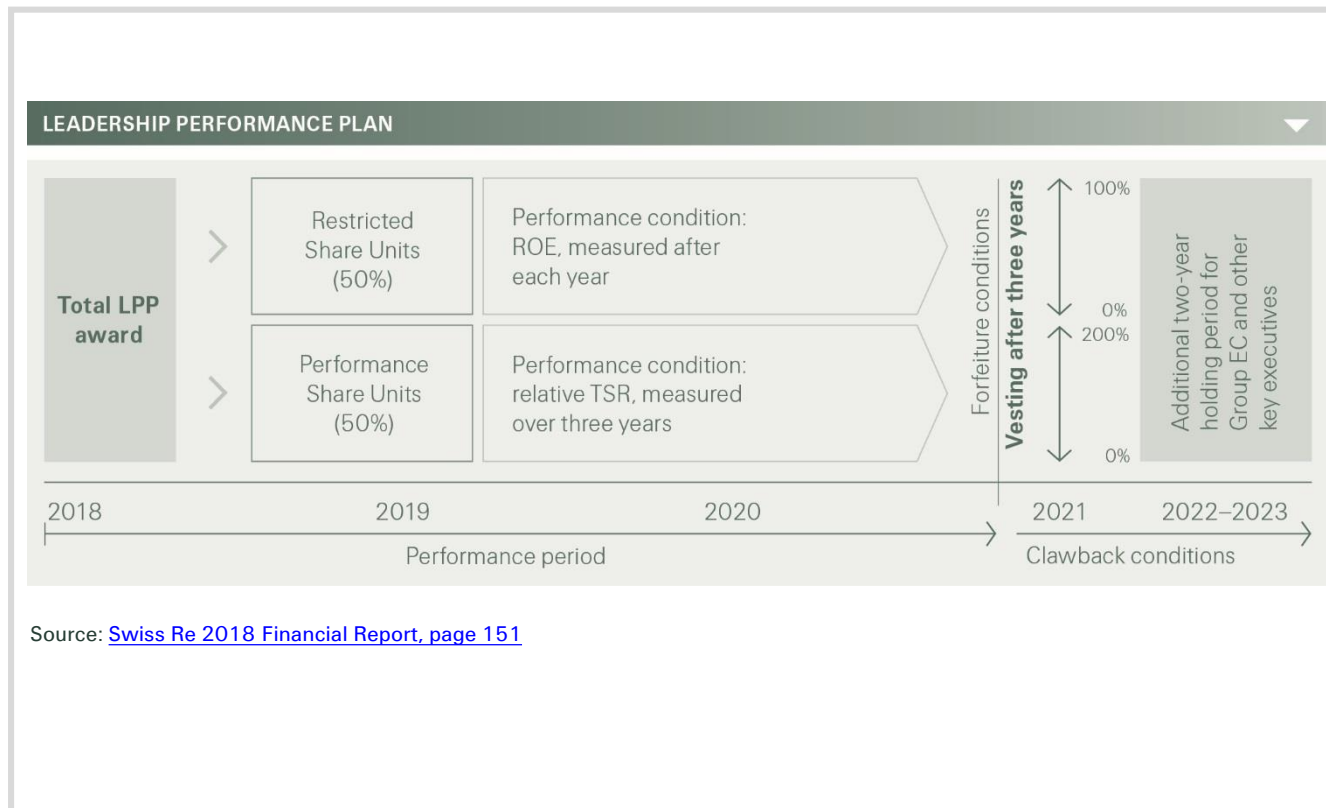 LEADERSHIP PERFORMANCE PLAN
Total LPP
award
Restricted
Share Units
(50%)
Performance condition:
ROE, measured after
each year
Performance
Share Units
(50%)
Performance condition:
relative TSR, measured
over three years
Forfeiture conditions
Vesting after three years
100%
0%
200%
0%
Additional two-year
holding period for
Group EC and other
key executives
2018
2019
2020
2021
2022–2023
Performance period
Clawback conditions
Source: Swiss Re 2018 Financial Report, page 151